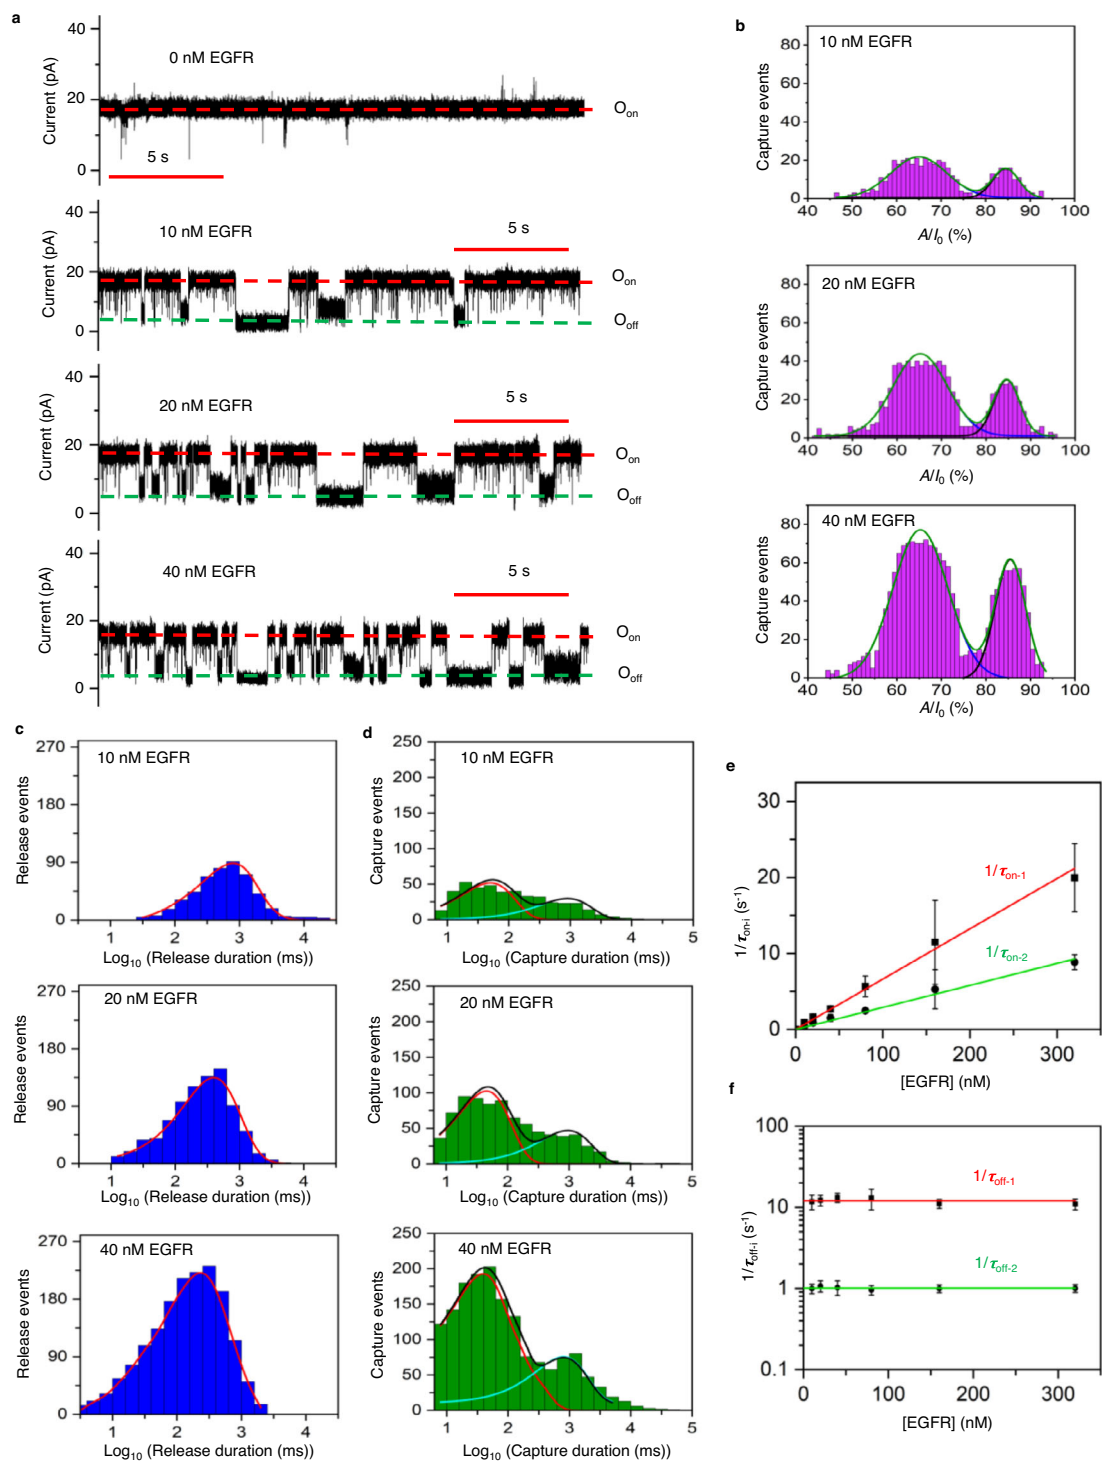 a
0 nM EGFR
Current (pA)
40
20
0
O_on
5 s
10 nM EGFR
Current (pA)
40
20
0
5 s
O_on
O_off
20 nM EGFR
Current (pA)
40
20
0
5 s
O_on
O_off
40 nM EGFR
Current (pA)
40
20
0
5 s
O_on
O_off
b
10 nM EGFR
Capture events
80
60
40
20
0
40 50 60 70 80 90 100
A/I₀ (%)
20 nM EGFR
Capture events
80
60
40
20
0
40 50 60 70 80 90 100
A/I₀ (%)
40 nM EGFR
Capture events
80
60
40
20
0
40 50 60 70 80 90 100
A/I₀ (%)
c
10 nM EGFR
Release events
270
180
90
0
1 2 3 4
Log₁₀ (Release duration (ms))
20 nM EGFR
Release events
270
180
90
0
1 2 3 4
Log₁₀ (Release duration (ms))
40 nM EGFR
Release events
270
180
90
0
1 2 3 4
Log₁₀ (Release duration (ms))
d
10 nM EGFR
Capture events
250
200
150
100
50
0
1 2 3 4 5
Log₁₀ (Capture duration (ms))
20 nM EGFR
Capture events
250
200
150
100
50
0
1 2 3 4 5
Log₁₀ (Capture duration (ms))
40 nM EGFR
Capture events
250
200
150
100
50
0
1 2 3 4 5
Log₁₀ (Capture duration (ms))
e
1/τ_on-i (s⁻¹)
30
20
10
0
1/τ_on-1
1/τ_on-2
0 100 200 300
[EGFR] (nM)
f
1/τ_off-i (s⁻¹)
100
10
1
0.1
1/τ_off-1
1/τ_off-2
0 100 200 300
[EGFR] (nM)